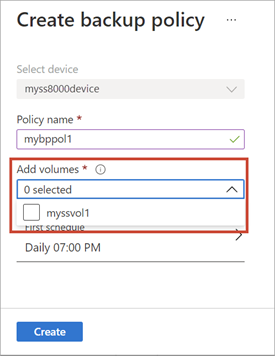 Create backup policy ...
Select device
myss8000device
Policy name *
mybppol1
Add volumes *
0 selected
myssvol1
First schedule
Daily 07:00 PM
Create